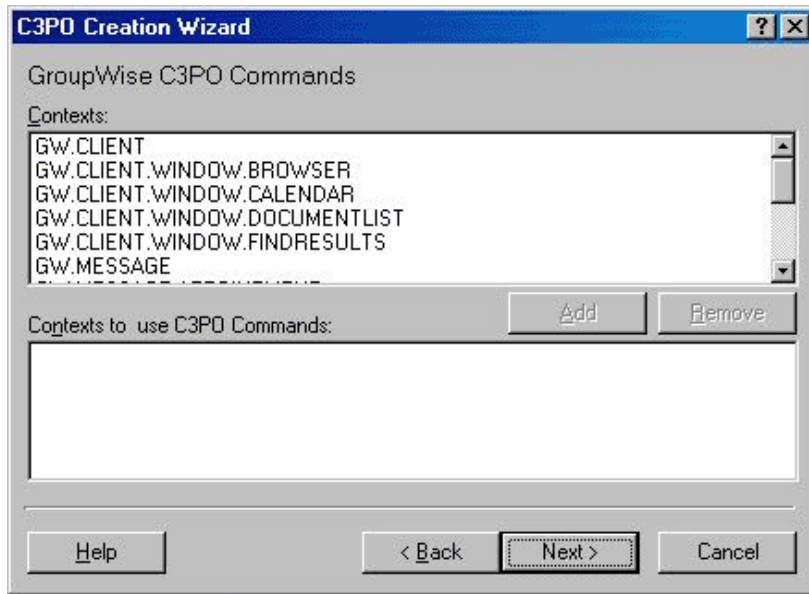 C3PO Creation Wizard
GroupWise C3PO Commands
Contexts:
GW.CLIENT
GW.CLIENT.WINDOW.BROWSER
GW.CLIENT.WINDOW.CALENDAR
GW.CLIENT.WINDOW.DOCUMENTLIST
GW.CLIENT.WINDOW.FINDRESULTS
GW.MESSAGE
Add Remove
Contexts to use C3PO Commands:
Help < Back Next > Cancel